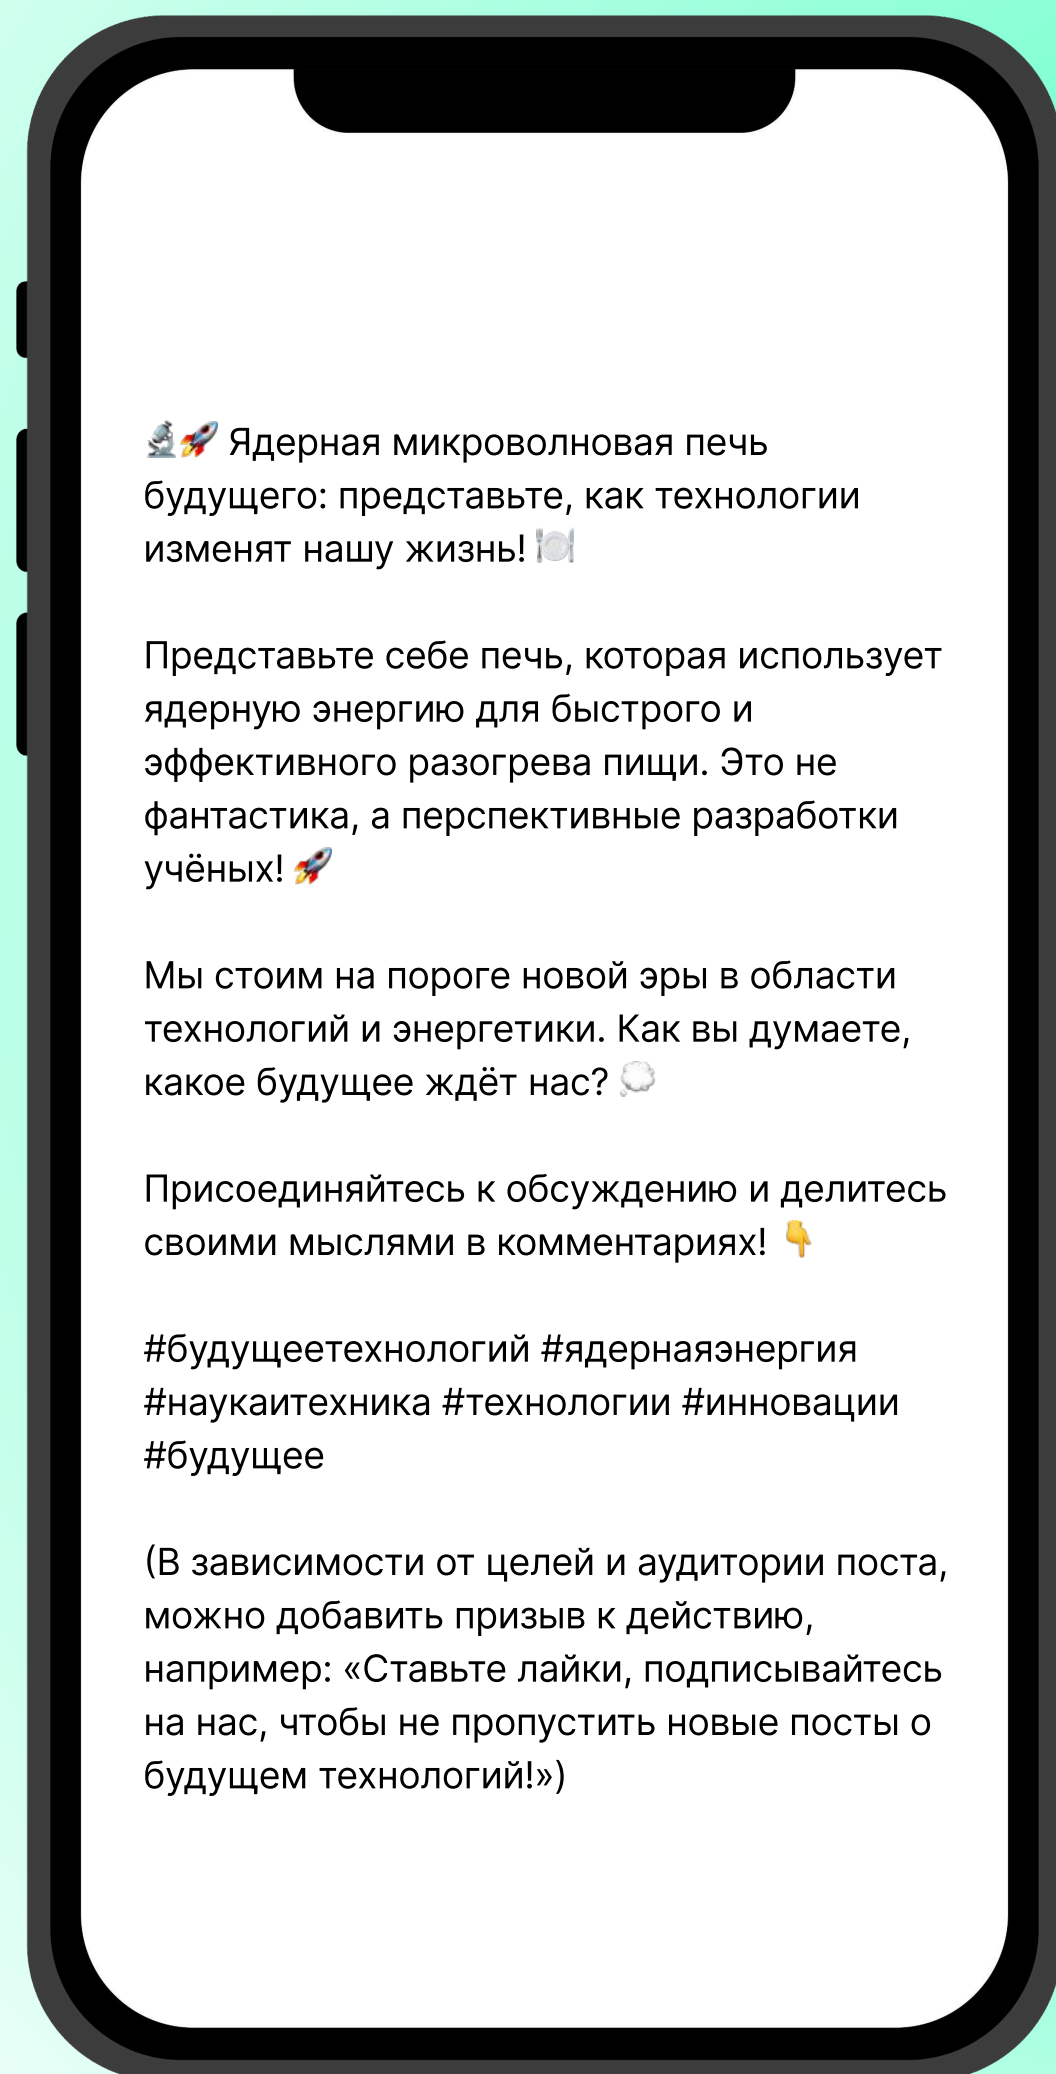 🔬🚀 Ядерная микроволновая печь
будущего: представьте, как технологии
изменят нашу жизнь! 🍽️
Представьте себе печь, которая использует
ядерную энергию для быстрого и
эффективного разогрева пищи. Это не
фантастика, а перспективные разработки
учёных! 🚀
Мы стоим на пороге новой эры в области
технологий и энергетики. Как вы думаете,
какое будущее ждёт нас? 💭
Присоединяйтесь к обсуждению и делитесь
своими мыслями в комментариях! 👇
#будущеетехнологий #ядернаяэнергия
#наукаитехника #технологии #инновации
#будущее
(В зависимости от целей и аудитории поста,
можно добавить призыв к действию,
например: «Ставьте лайки, подписывайтесь
на нас, чтобы не пропустить новые посты о
будущем технологий!»)